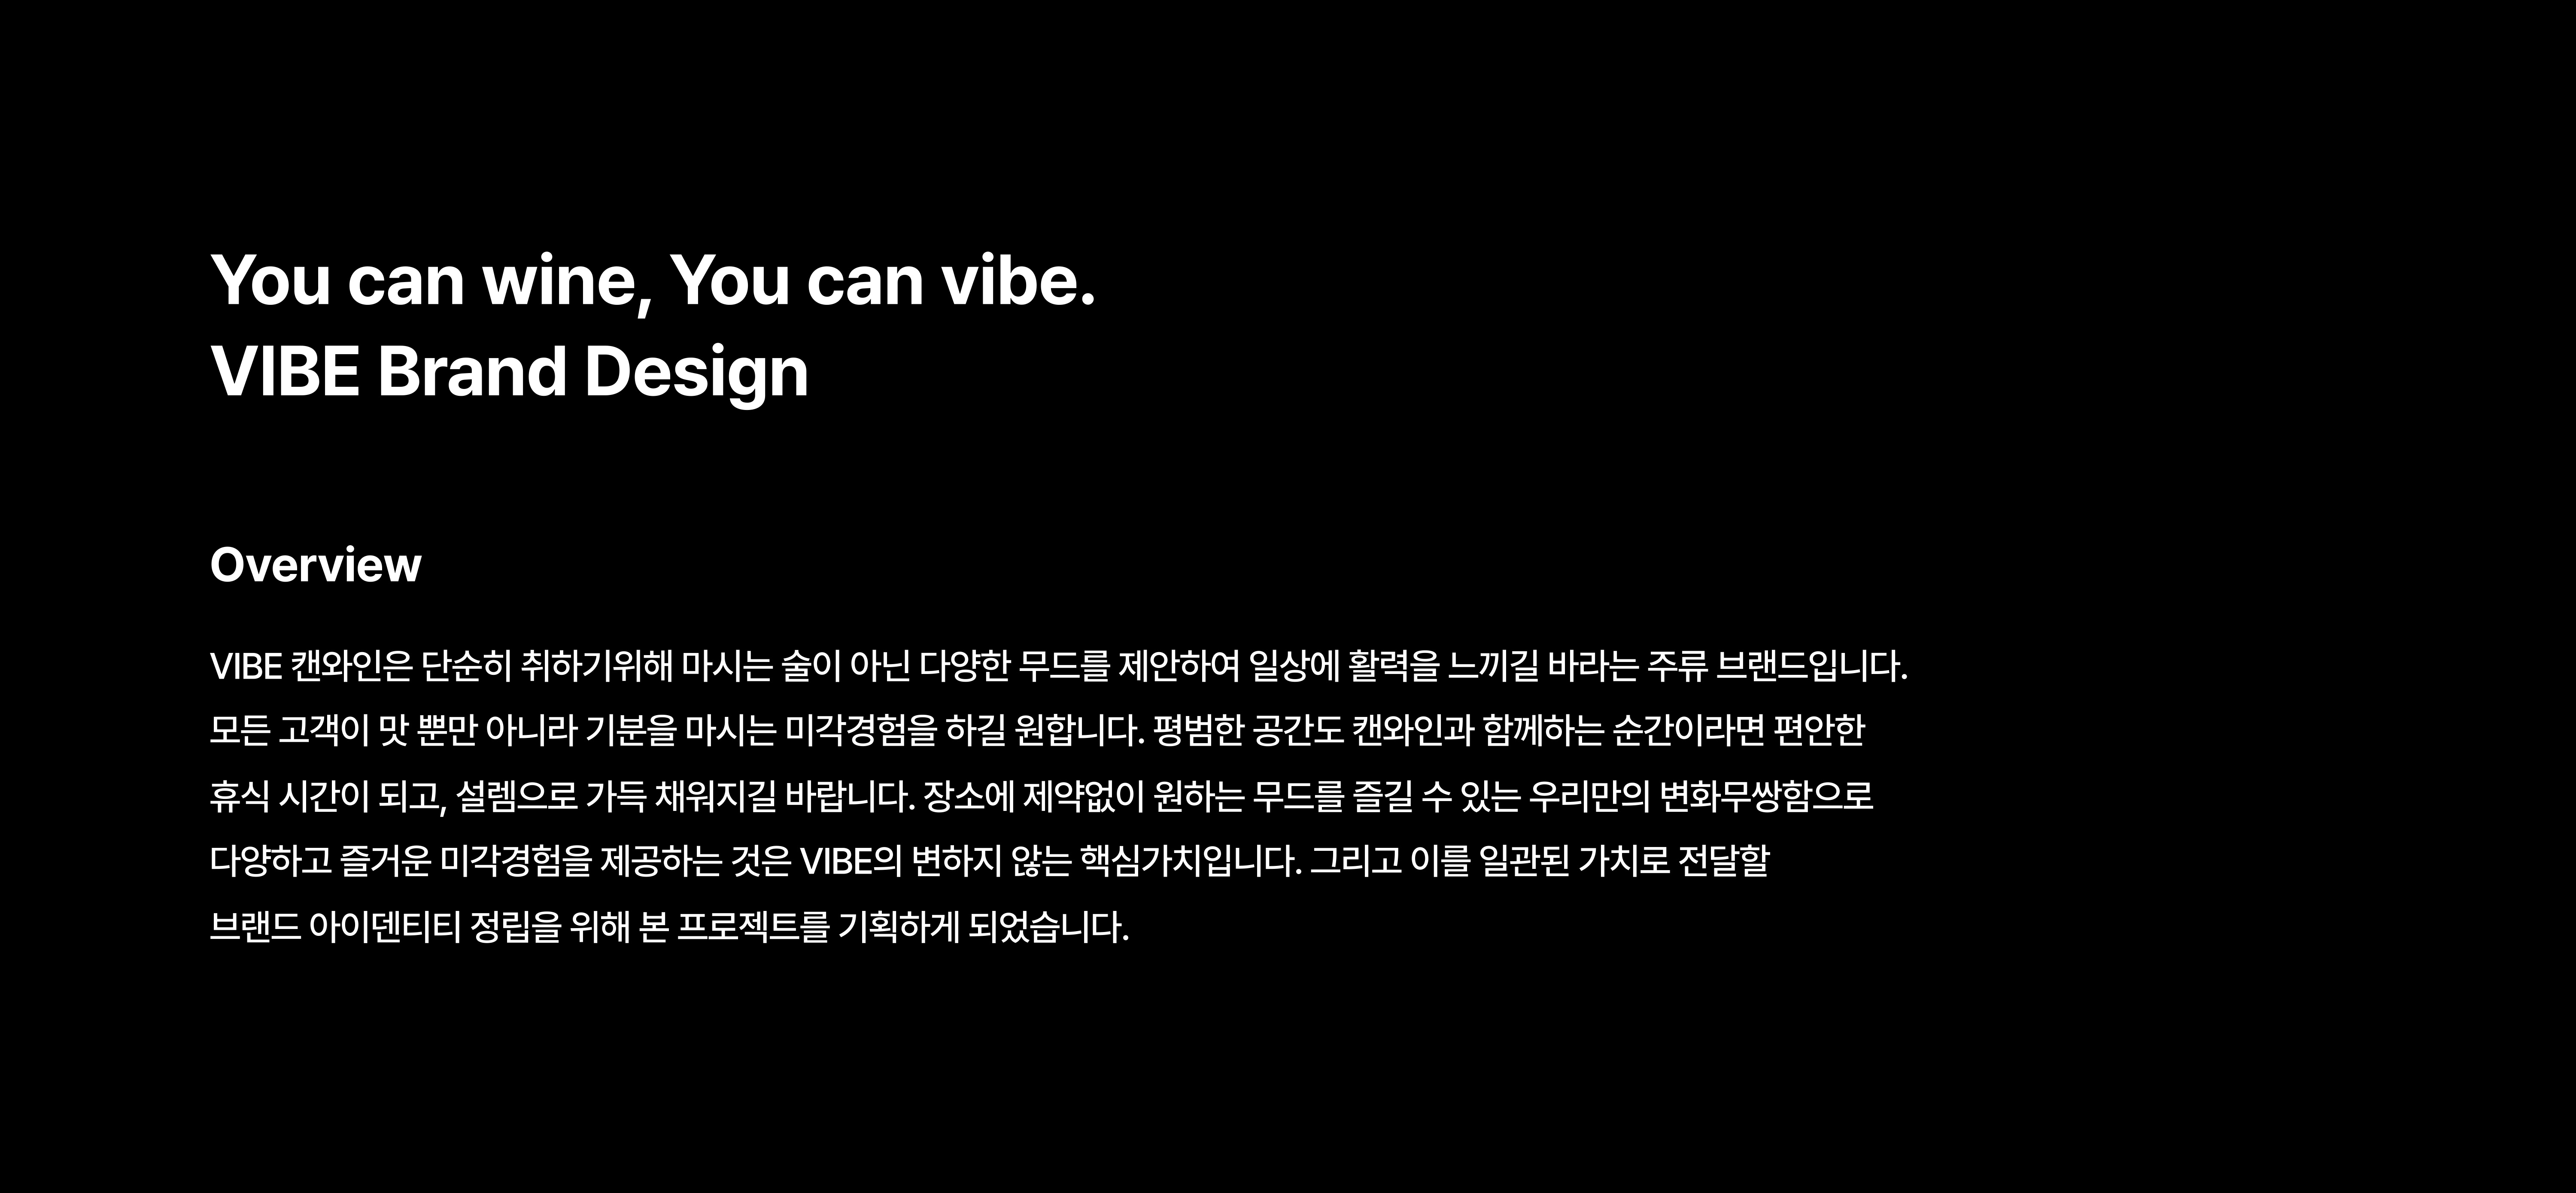 You can wine, You can vibe.
VIBE Brand Design
Overview
VIBE 캔와인은 단순히 취하기위해 마시는 술이 아닌 다양한 무드를 제안하여 일상에 활력을 느끼길 바라는 주류 브랜드입니다.
모든 고객이 맛 뿐만 아니라 기분을 마시는 미각경험을 하길 원합니다. 평범한 공간도 캔와인과 함께하는 순간이라면 편안한
휴식 시간이 되고, 설렘으로 가득 채워지길 바랍니다. 장소에 제약없이 원하는 무드를 즐길 수 있는 우리만의 변화무쌍함으로
다양하고 즐거운 미각경험을 제공하는 것은 VIBE의 변하지 않는 핵심가치입니다. 그리고 이를 일관된 가치로 전달할
브랜드 아이덴티티 정립을 위해 본 프로젝트를 기획하게 되었습니다.